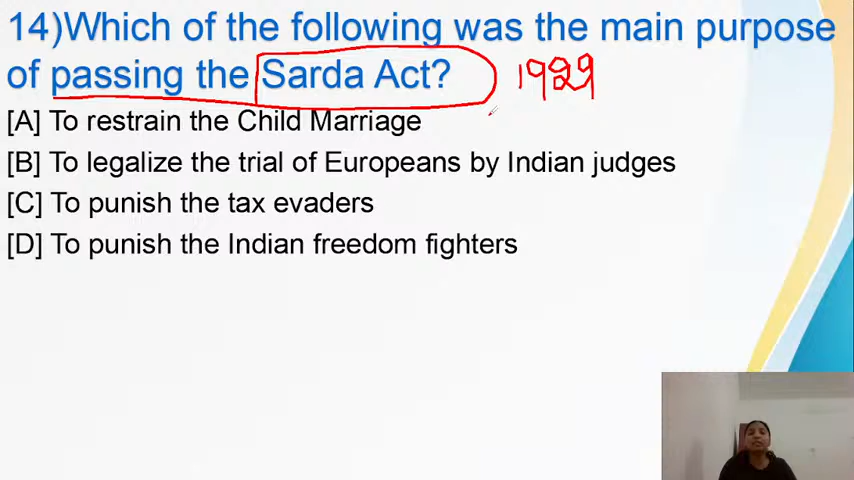 14)Which of the following was the main purpose
of passing the Sarda Act? 1929
[A] To restrain the Child Marriage
[B] To legalize the trial of Europeans by Indian judges
[C] To punish the tax evaders
[D] To punish the Indian freedom fighters